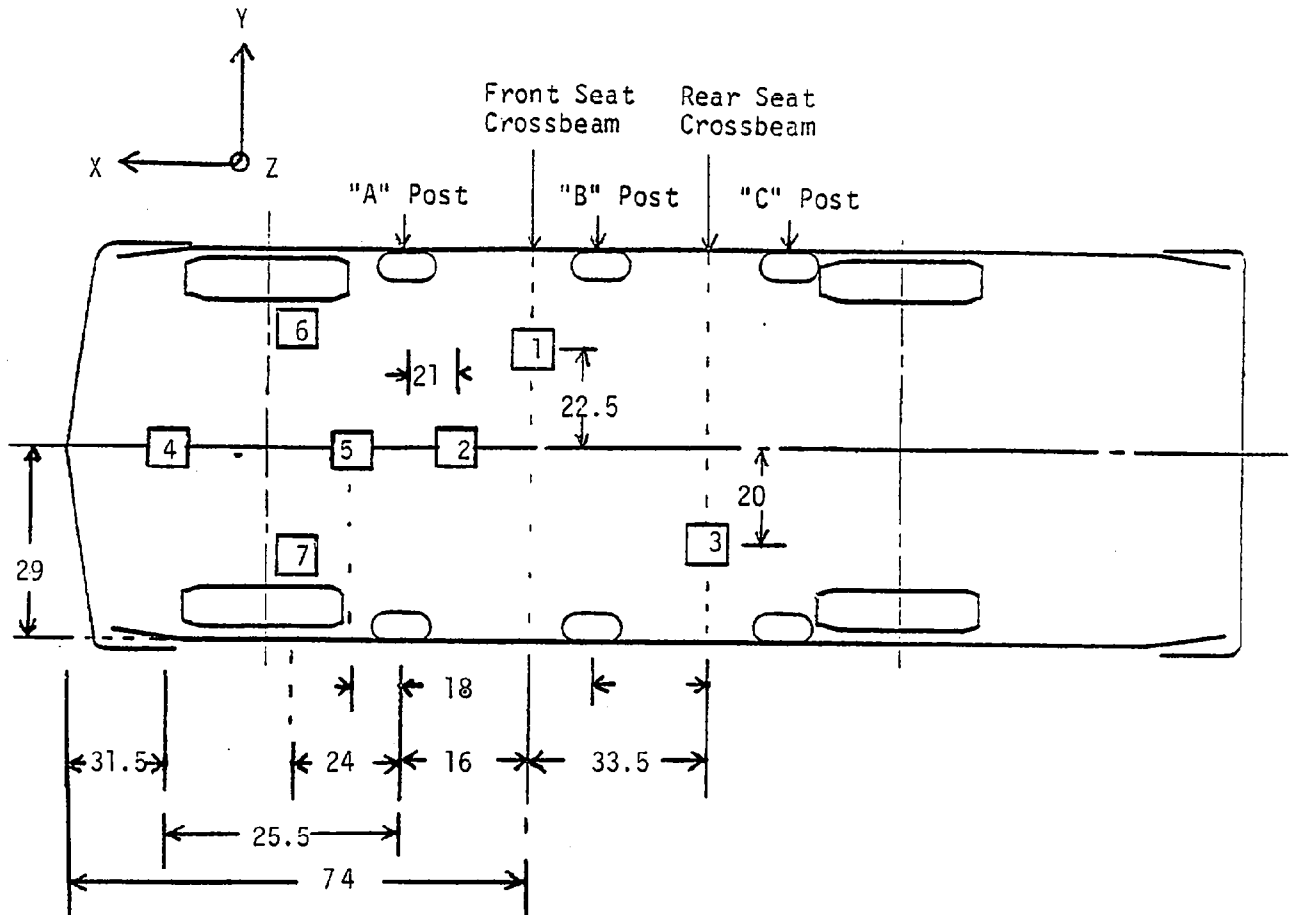 Y
Front Seat
Crossbeam
Rear Seat
Crossbeam
X
Z
"A" Post
"B" Post
"C" Post
6
1
21
22.5
4
5
2
20
3
7
29
18
31.5
24
16
33.5
25.5
74